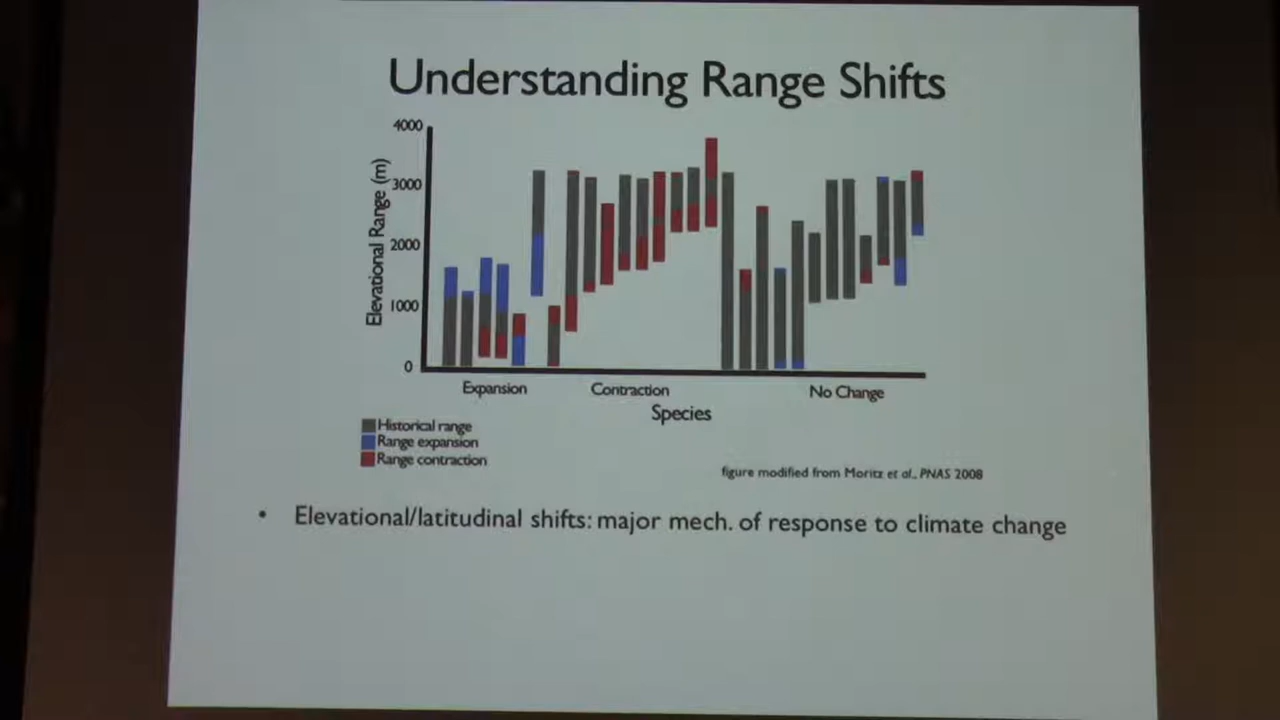 Understanding Range Shifts
4000
3000
2000
1000
0
Elevational Range (m)
Expansion
Contraction
No Change
Species
Historical range
Range expansion
Range contraction
figure modified from Moritz et al., PNAS 2008
• Elevational/latitudinal shifts: major mech. of response to climate change